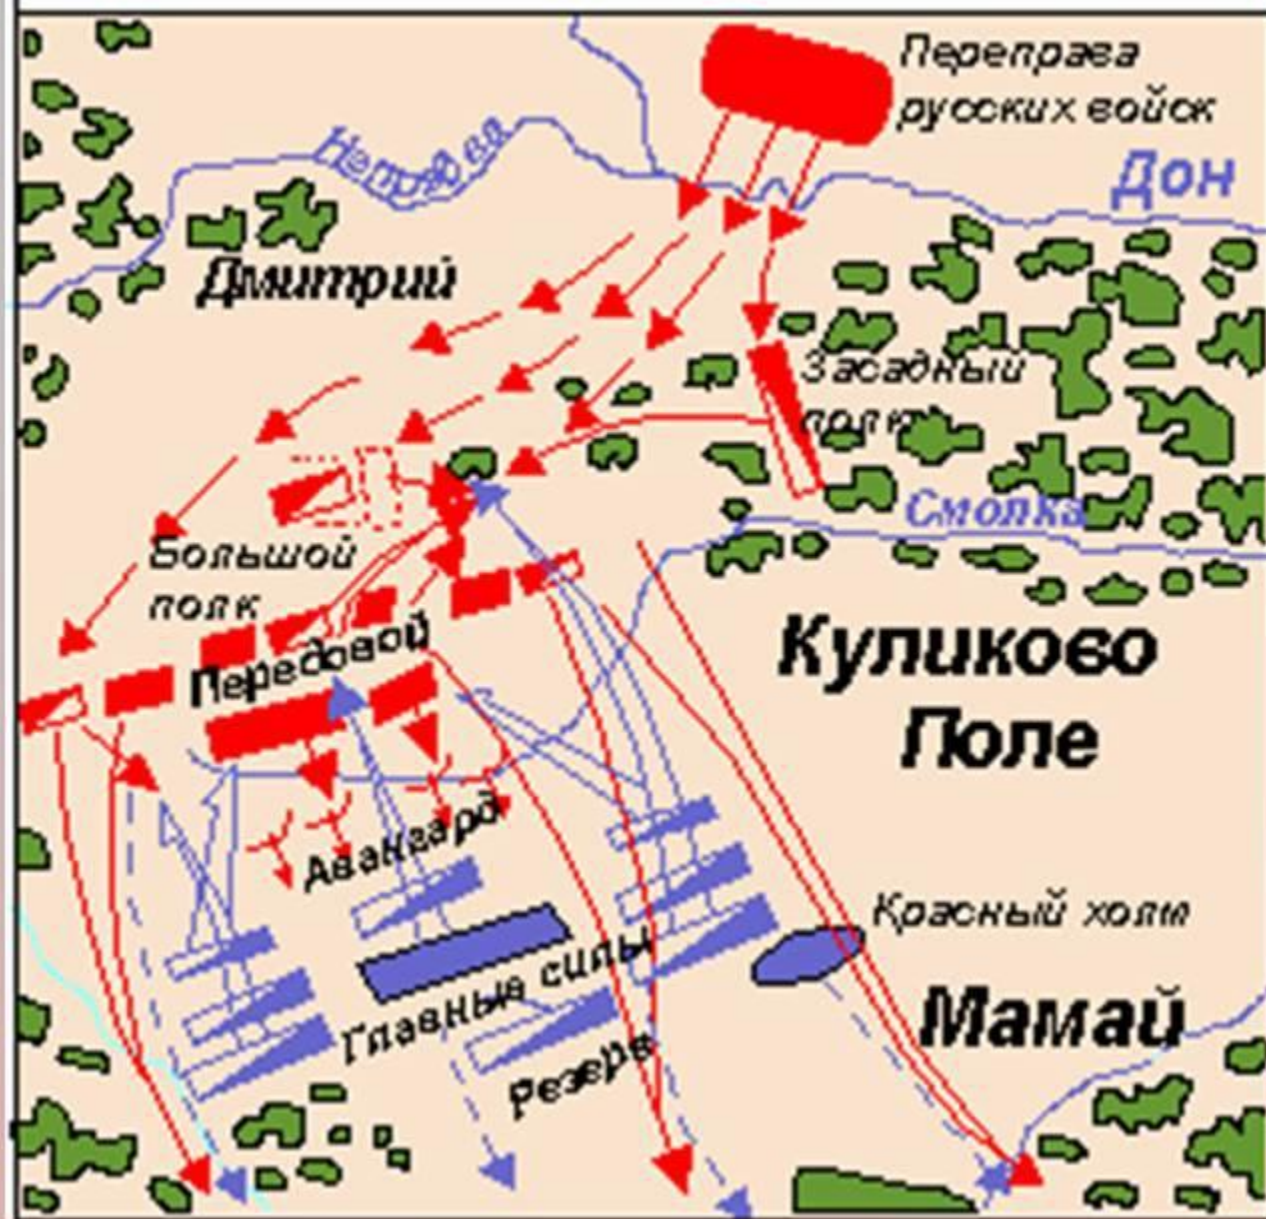 Переправа
русских войск
Непрядва
Дон
Дмитрий
Засадный
полк
Смолка
Большой
полк
Передовой
Куликово
Поле
Авангард
Красный холм
Главные силы
Мамай
Резерв